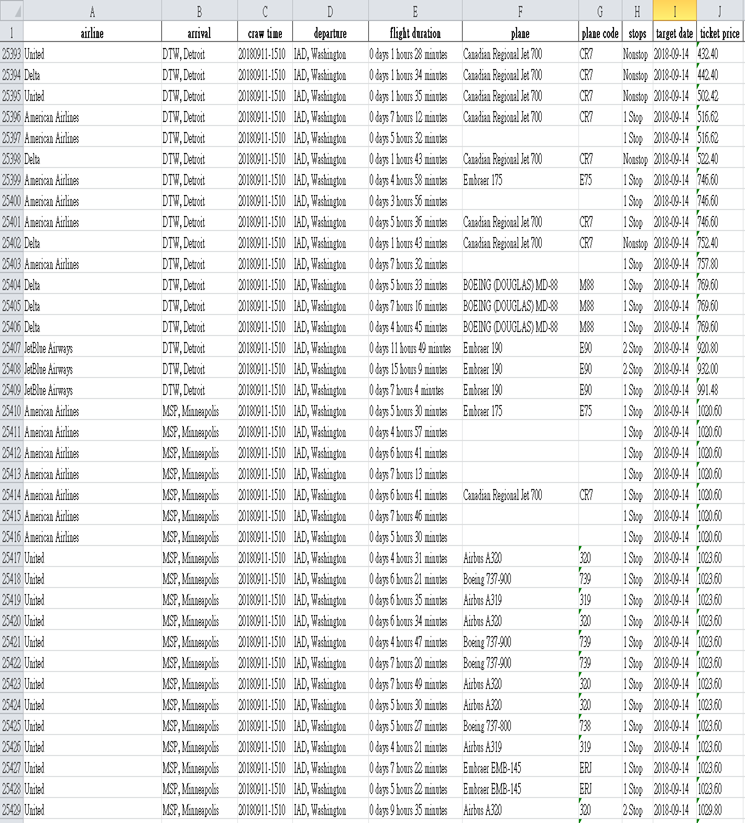 A B C D E F G H I J
1 airline arrival craw time departure flight duration plane plane code stops target date ticket price
25393 United DTW, Detroit 20180911-1510 IAD, Washington 0 days 1 hours 28 minutes Canadian Regional Jet 700 CR7 Nonstop 2018-09-14 432.40
25394 Delta DTW, Detroit 20180911-1510 IAD, Washington 0 days 1 hours 34 minutes Canadian Regional Jet 700 CR7 Nonstop 2018-09-14 442.40
25395 United DTW, Detroit 20180911-1510 IAD, Washington 0 days 1 hours 35 minutes Canadian Regional Jet 700 CR7 Nonstop 2018-09-14 502.42
25396 American Airlines DTW, Detroit 20180911-1510 IAD, Washington 0 days 7 hours 12 minutes Canadian Regional Jet 700 CR7 1 Stop 2018-09-14 516.62
25397 American Airlines DTW, Detroit 20180911-1510 IAD, Washington 0 days 5 hours 32 minutes 1 Stop 2018-09-14 516.62
25398 Delta DTW, Detroit 20180911-1510 IAD, Washington 0 days 1 hours 43 minutes Canadian Regional Jet 700 CR7 Nonstop 2018-09-14 522.40
25399 American Airlines DTW, Detroit 20180911-1510 IAD, Washington 0 days 4 hours 58 minutes Embraer 175 E75 1 Stop 2018-09-14 746.60
25400 American Airlines DTW, Detroit 20180911-1510 IAD, Washington 0 days 3 hours 56 minutes 1 Stop 2018-09-14 746.60
25401 American Airlines DTW, Detroit 20180911-1510 IAD, Washington 0 days 5 hours 36 minutes Canadian Regional Jet 700 CR7 1 Stop 2018-09-14 746.60
25402 Delta DTW, Detroit 20180911-1510 IAD, Washington 0 days 1 hours 43 minutes Canadian Regional Jet 700 CR7 Nonstop 2018-09-14 752.40
25403 American Airlines DTW, Detroit 20180911-1510 IAD, Washington 0 days 7 hours 32 minutes 1 Stop 2018-09-14 757.80
25404 Delta DTW, Detroit 20180911-1510 IAD, Washington 0 days 5 hours 33 minutes BOEING (DOUGLAS) MD-88 M88 1 Stop 2018-09-14 769.60
25405 Delta DTW, Detroit 20180911-1510 IAD, Washington 0 days 7 hours 16 minutes BOEING (DOUGLAS) MD-88 M88 1 Stop 2018-09-14 769.60
25406 Delta DTW, Detroit 20180911-1510 IAD, Washington 0 days 4 hours 45 minutes BOEING (DOUGLAS) MD-88 M88 1 Stop 2018-09-14 769.60
25407 JetBlue Airways DTW, Detroit 20180911-1510 IAD, Washington 0 days 11 hours 49 minutes Embraer 190 E90 2 Stop 2018-09-14 920.80
25408 JetBlue Airways DTW, Detroit 20180911-1510 IAD, Washington 0 days 15 hours 9 minutes Embraer 190 E90 2 Stop 2018-09-14 932.00
25409 JetBlue Airways DTW, Detroit 20180911-1510 IAD, Washington 0 days 7 hours 4 minutes Embraer 190 E90 1 Stop 2018-09-14 991.48
25410 American Airlines MSP, Minneapolis 20180911-1510 IAD, Washington 0 days 5 hours 30 minutes Embraer 175 E75 1 Stop 2018-09-14 1020.60
25411 American Airlines MSP, Minneapolis 20180911-1510 IAD, Washington 0 days 4 hours 57 minutes 1 Stop 2018-09-14 1020.60
25412 American Airlines MSP, Minneapolis 20180911-1510 IAD, Washington 0 days 6 hours 41 minutes 1 Stop 2018-09-14 1020.60
25413 American Airlines MSP, Minneapolis 20180911-1510 IAD, Washington 0 days 7 hours 13 minutes 1 Stop 2018-09-14 1020.60
25414 American Airlines MSP, Minneapolis 20180911-1510 IAD, Washington 0 days 6 hours 41 minutes Canadian Regional Jet 700 CR7 1 Stop 2018-09-14 1020.60
25415 American Airlines MSP, Minneapolis 20180911-1510 IAD, Washington 0 days 7 hours 46 minutes 1 Stop 2018-09-14 1020.60
25416 American Airlines MSP, Minneapolis 20180911-1510 IAD, Washington 0 days 5 hours 30 minutes 1 Stop 2018-09-14 1020.60
25417 United MSP, Minneapolis 20180911-1510 IAD, Washington 0 days 4 hours 31 minutes Airbus A320 320 1 Stop 2018-09-14 1023.60
25418 United MSP, Minneapolis 20180911-1510 IAD, Washington 0 days 6 hours 21 minutes Boeing 737-900 739 1 Stop 2018-09-14 1023.60
25419 United MSP, Minneapolis 20180911-1510 IAD, Washington 0 days 6 hours 35 minutes Airbus A319 319 1 Stop 2018-09-14 1023.60
25420 United MSP, Minneapolis 20180911-1510 IAD, Washington 0 days 6 hours 34 minutes Airbus A320 320 1 Stop 2018-09-14 1023.60
25421 United MSP, Minneapolis 20180911-1510 IAD, Washington 0 days 4 hours 47 minutes Boeing 737-900 739 1 Stop 2018-09-14 1023.60
25422 United MSP, Minneapolis 20180911-1510 IAD, Washington 0 days 7 hours 20 minutes Boeing 737-900 739 1 Stop 2018-09-14 1023.60
25423 United MSP, Minneapolis 20180911-1510 IAD, Washington 0 days 7 hours 49 minutes Airbus A320 320 1 Stop 2018-09-14 1023.60
25424 United MSP, Minneapolis 20180911-1510 IAD, Washington 0 days 5 hours 30 minutes Airbus A320 320 1 Stop 2018-09-14 1023.60
25425 United MSP, Minneapolis 20180911-1510 IAD, Washington 0 days 5 hours 27 minutes Boeing 737-800 738 1 Stop 2018-09-14 1023.60
25426 United MSP, Minneapolis 20180911-1510 IAD, Washington 0 days 4 hours 21 minutes Airbus A319 319 1 Stop 2018-09-14 1023.60
25427 United MSP, Minneapolis 20180911-1510 IAD, Washington 0 days 7 hours 22 minutes Embraer EMB-145 ERJ 1 Stop 2018-09-14 1023.60
25428 United MSP, Minneapolis 20180911-1510 IAD, Washington 0 days 5 hours 22 minutes Embraer EMB-145 ERJ 1 Stop 2018-09-14 1023.60
25429 United MSP, Minneapolis 20180911-1510 IAD, Washington 0 days 9 hours 35 minutes Airbus A320 320 2 Stop 2018-09-14 1029.80